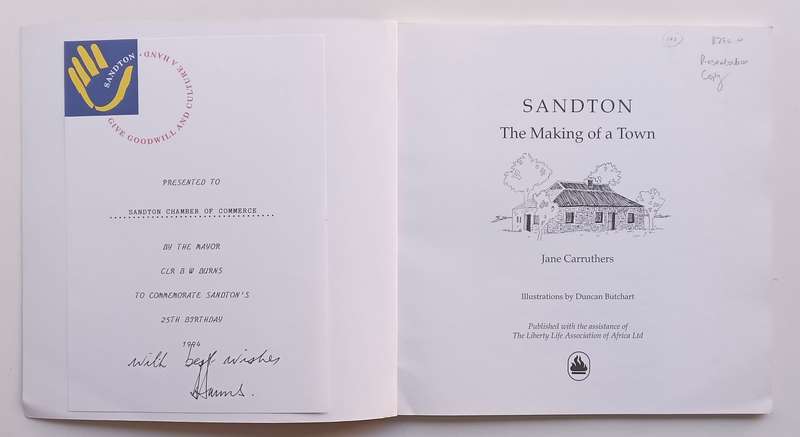 SANDTON
GIVE GOODWILL AND CULTURE A HAND
PRESENTED TO
SANDTON CHAMBER OF COMMERCE
BY THE MAYOR
CLR B W BURNS
TO COMMEMORATE SANDTON'S
25TH BIRTHDAY
1994
with best wishes
Presentation
Copy
SANDTON
The Making of a Town
Jane Carruthers
Illustrations by Duncan Butchart
Published with the assistance of
The Liberty Life Association of Africa Ltd